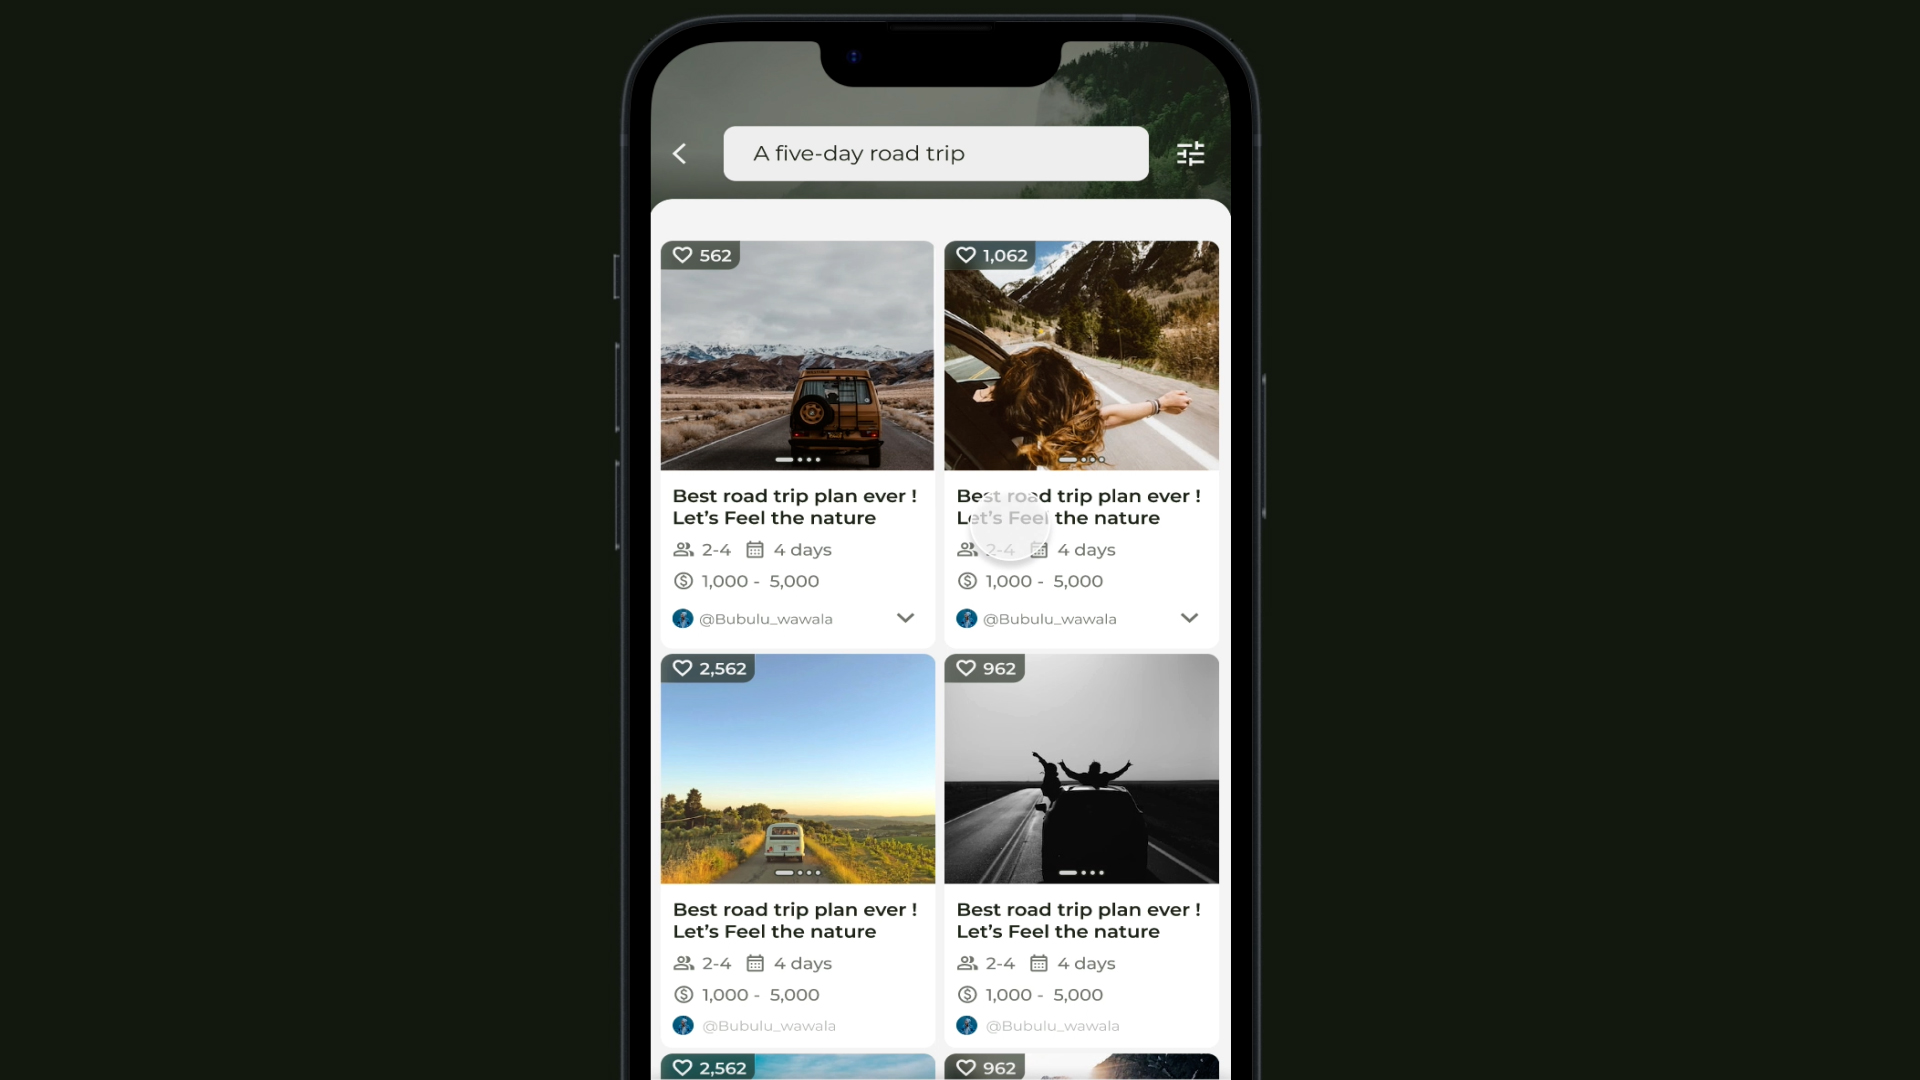 A five-day road trip
562
1,062
Best road trip plan ever !
Let’s Feel the nature
2-4 4 days
1,000 - 5,000
@Bubulu_wawala
Best road trip plan ever !
Let’s Feel the nature
2-4 4 days
1,000 - 5,000
@Bubulu_wawala
2,562
962
Best road trip plan ever !
Let’s Feel the nature
2-4 4 days
1,000 - 5,000
@Bubulu_wawala
Best road trip plan ever !
Let’s Feel the nature
2-4 4 days
1,000 - 5,000
@Bubulu_wawala
2,562
962